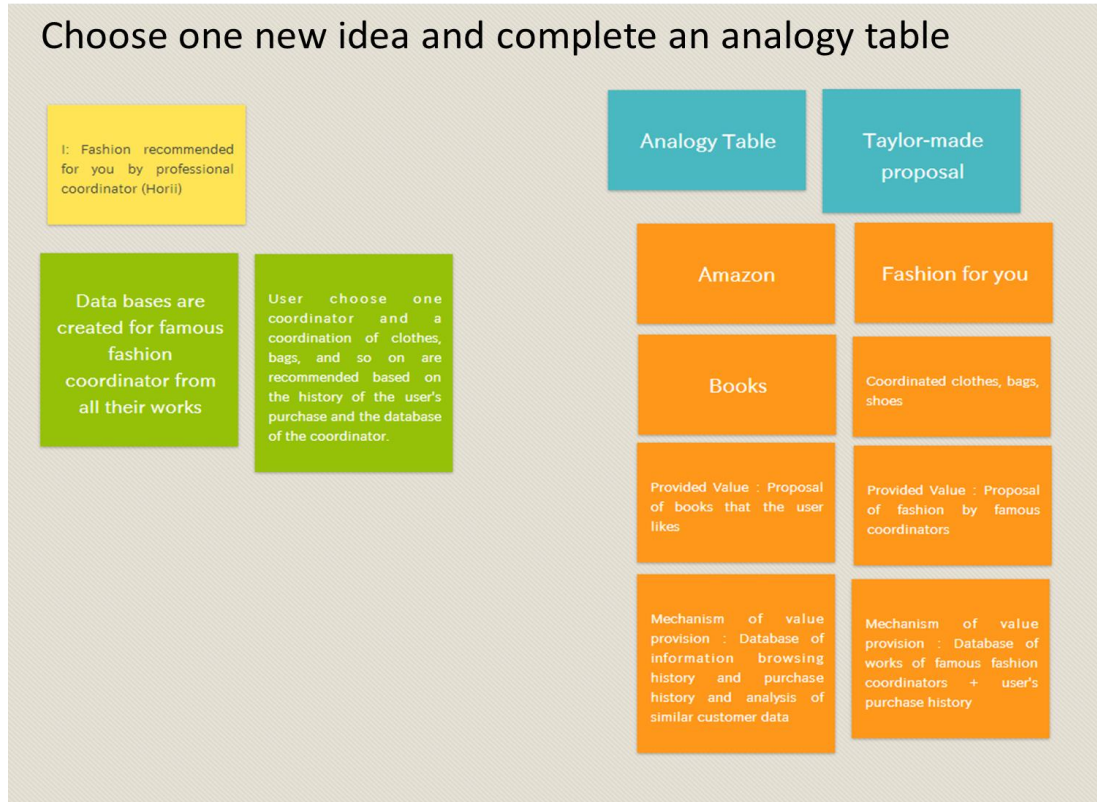 Choose one new idea and complete an analogy table
I: Fashion recommended
for you by professional
coordinator (Horii)
Data bases are
created for famous
fashion
coordinator from
all their works
User choose one
coordinator and a
coordination of clothes,
bags, and so on are
recommended based on
the history of the user's
purchase and the database
of the coordinator.
Analogy Table
Taylor-made
proposal
Amazon
Fashion for you
Books
Coordinated clothes, bags,
shoes
Provided Value : Proposal
of books that the user
likes
Provided Value : Proposal
of fashion by famous
coordinators
Mechanism of value
provision : Database of
information browsing
history and purchase
history and analysis of
similar customer data
Mechanism of value
provision : Database of
works of famous fashion
coordinators + user's
purchase history